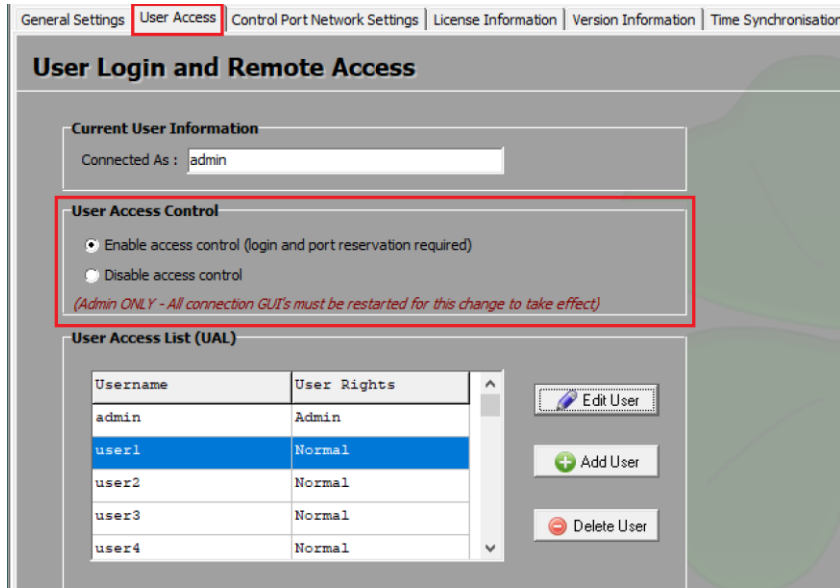 General Settings User Access Control Port Network Settings License Information Version Information Time Synchronisation
User Login and Remote Access
Current User Information
Connected As : admin
User Access Control
Enable access control (login and port reservation required)
Disable access control
(Admin ONLY - All connection GUI's must be restarted for this change to take effect)
User Access List (UAL)
Username User Rights
admin Admin
user1 Normal
user2 Normal
user3 Normal
user4 Normal
Edit User
Add User
Delete User